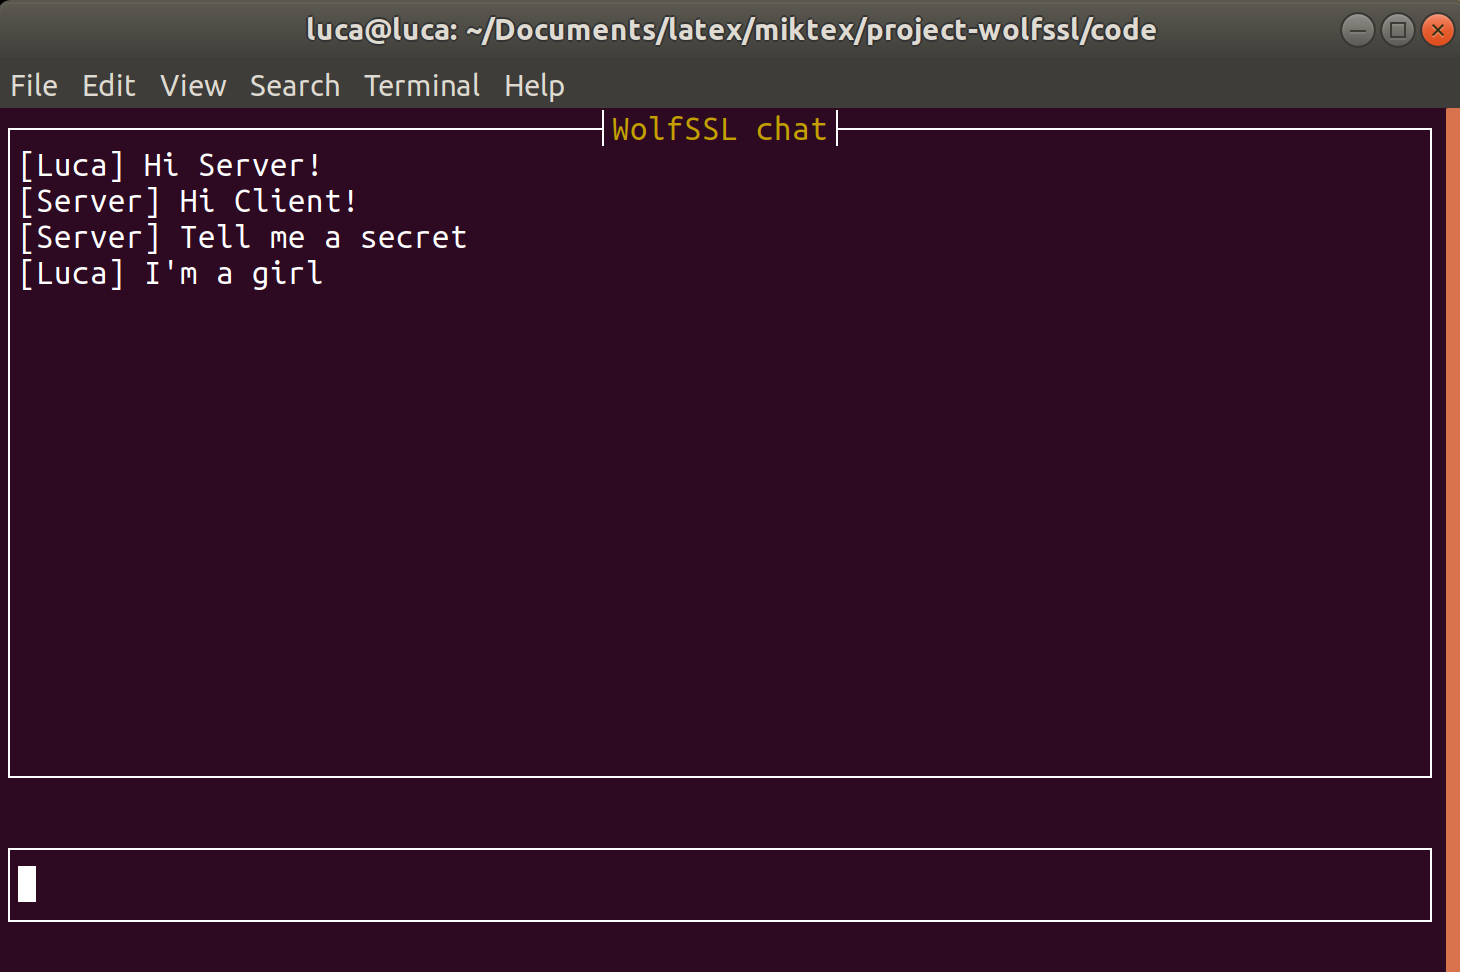 luca@luca: ~/Documents/latex/miktex/project-wolfssl/code
File Edit View Search Terminal Help
WolfSSL chat
[Luca] Hi Server!
[Server] Hi Client!
[Server] Tell me a secret
[Luca] I'm a girl